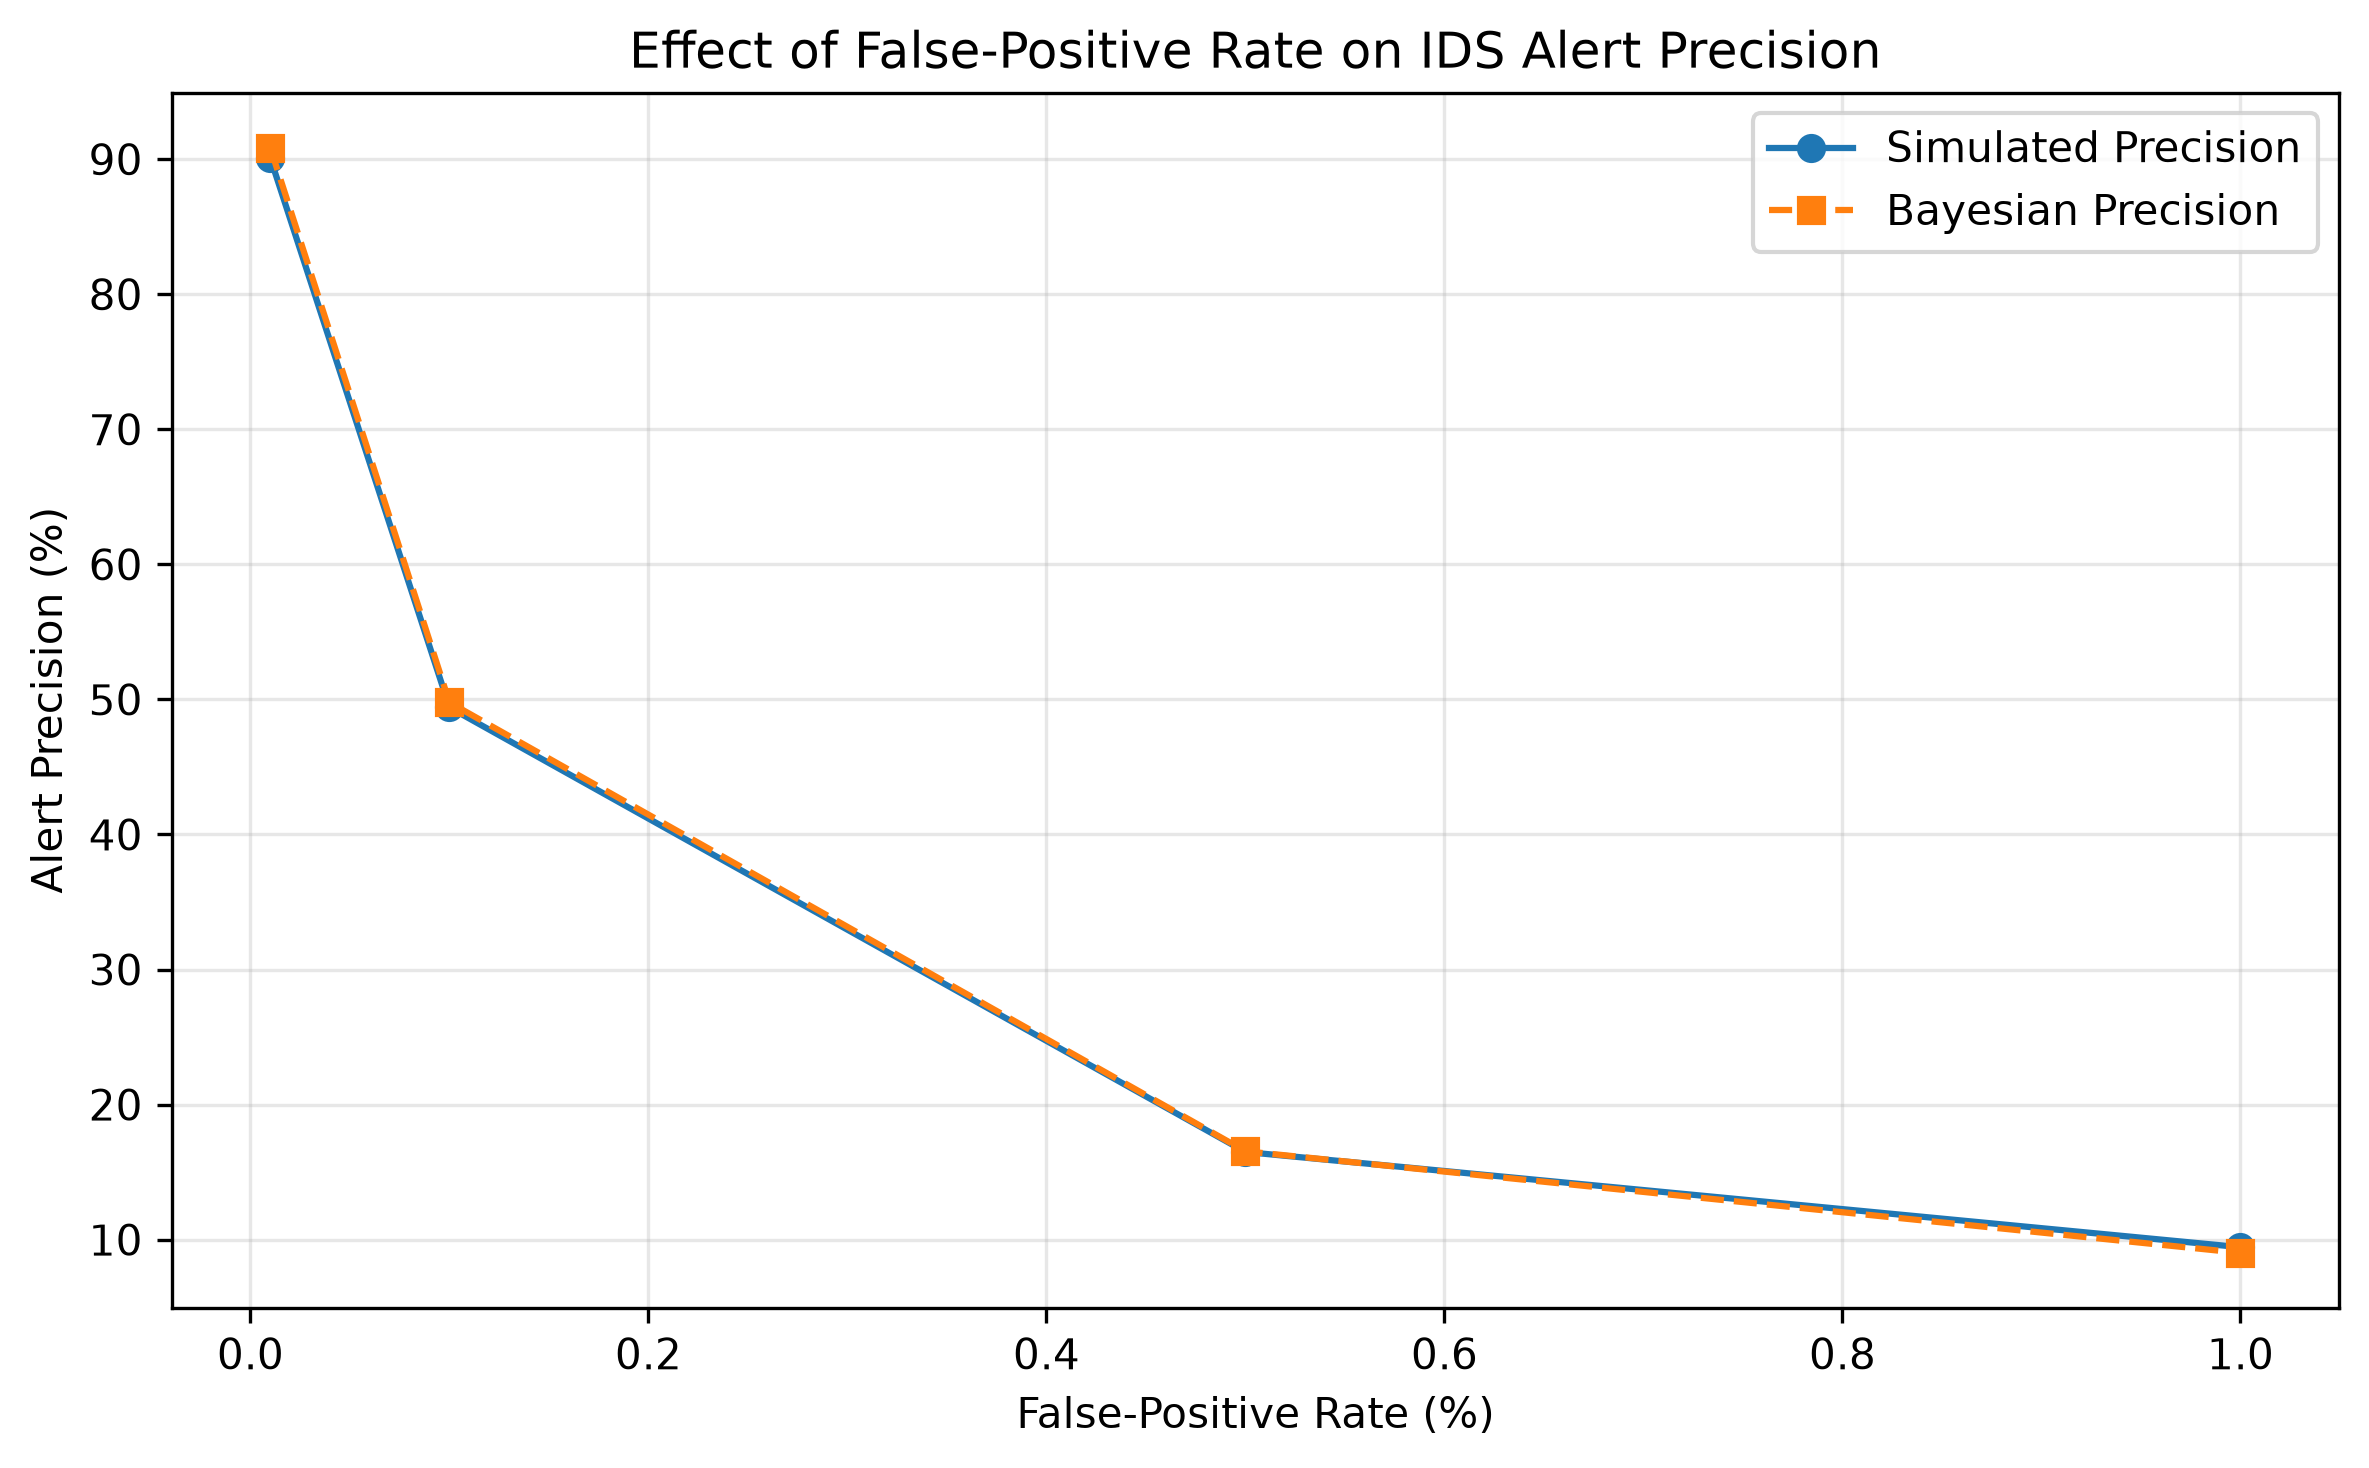 Effect of False-Positive Rate on IDS Alert Precision
Simulated Precision
Bayesian Precision
Alert Precision (%)
90
80
70
60
50
40
30
20
10
0.0 0.2 0.4 0.6 0.8 1.0
False-Positive Rate (%)